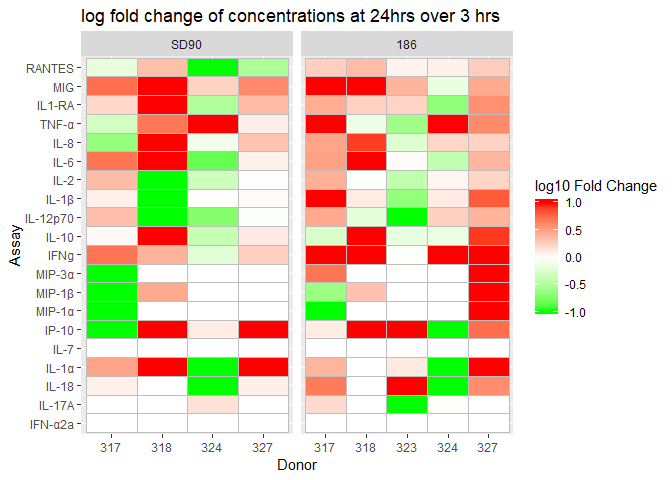 log fold change of concentrations at 24hrs over 3 hrs
SD90
186
RANTES
MIG
IL1-RA
TNF-α
IL-8
IL-6
IL-2
IL-1β
IL-12p70
IL-10
IFNg
MIP-3α
MIP-1β
MIP-1α
IP-10
IL-7
IL-1α
IL-18
IL-17A
IFN-α2a
Assay
317 318 324 327
317 318 323 324 327
Donor
log10 Fold Change
1.0
0.5
0.0
-0.5
-1.0